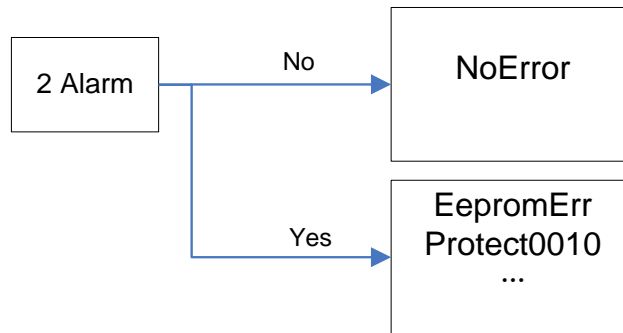 2 Alarm
No
NoError
Yes
EepromErr
Protect0010
...